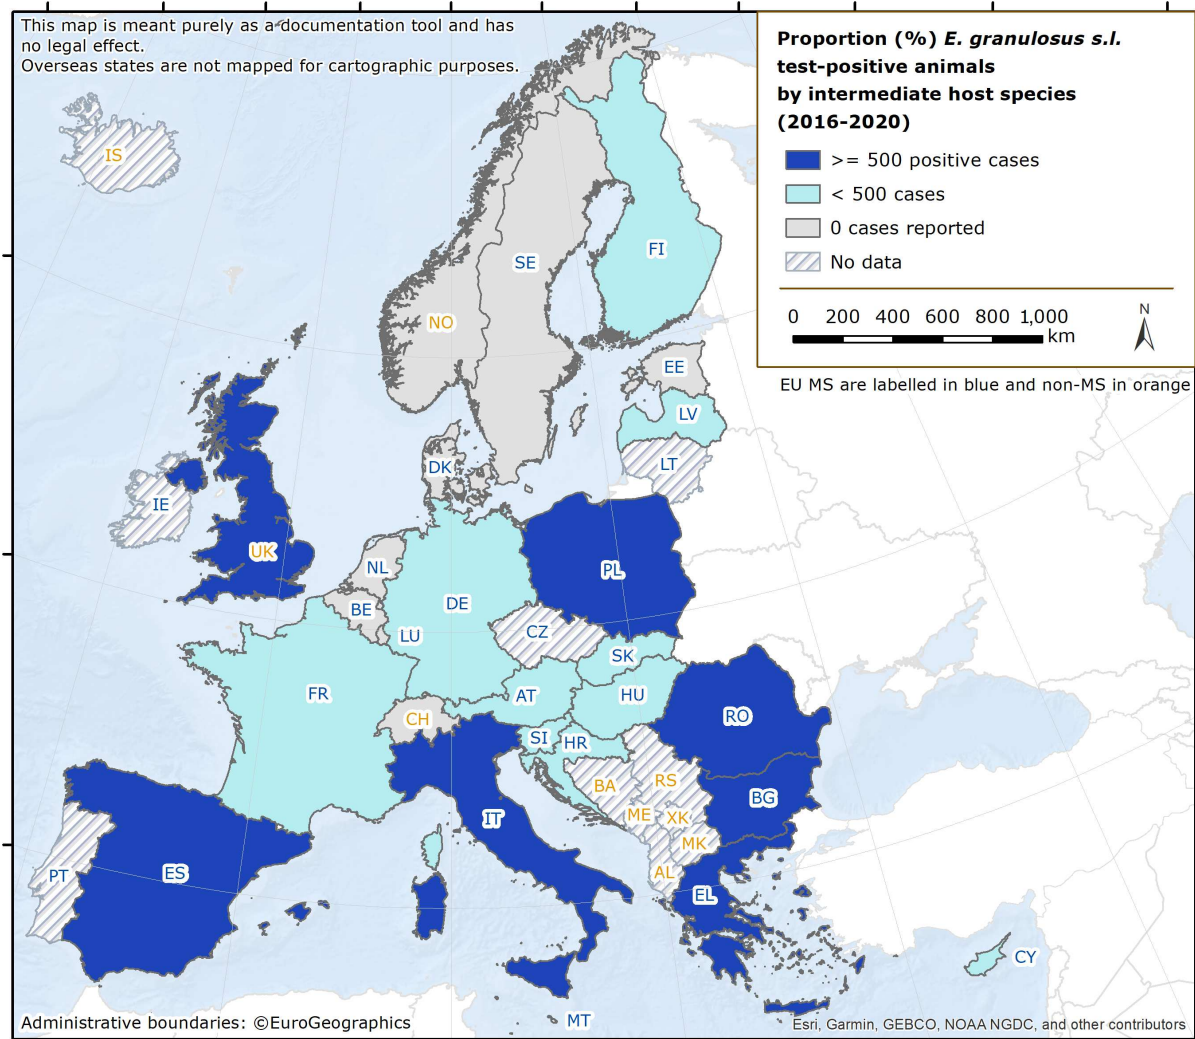 This map is meant purely as a documentation tool and has
no legal effect.
Overseas states are not mapped for cartographic purposes.
Proportion (%) E. granulosus s.l.
test-positive animals
by intermediate host species
(2016-2020)
>= 500 positive cases
< 500 cases
0 cases reported
No data
0 200 400 600 800 1,000
km
N
EU MS are labelled in blue and non-MS in orange
IS
FI
SE
NO
EE
LV
LT
DK
IE
UK
NL
PL
BE
DE
LU
CZ
SK
FR
AT
HU
CH
RO
SI
HR
BA
RS
BG
ME
XK
IT
MK
AL
PT
ES
EL
CY
MT
Administrative boundaries: ©EuroGeographics
Esri, Garmin, GEBCO, NOAA NGDC, and other contributors